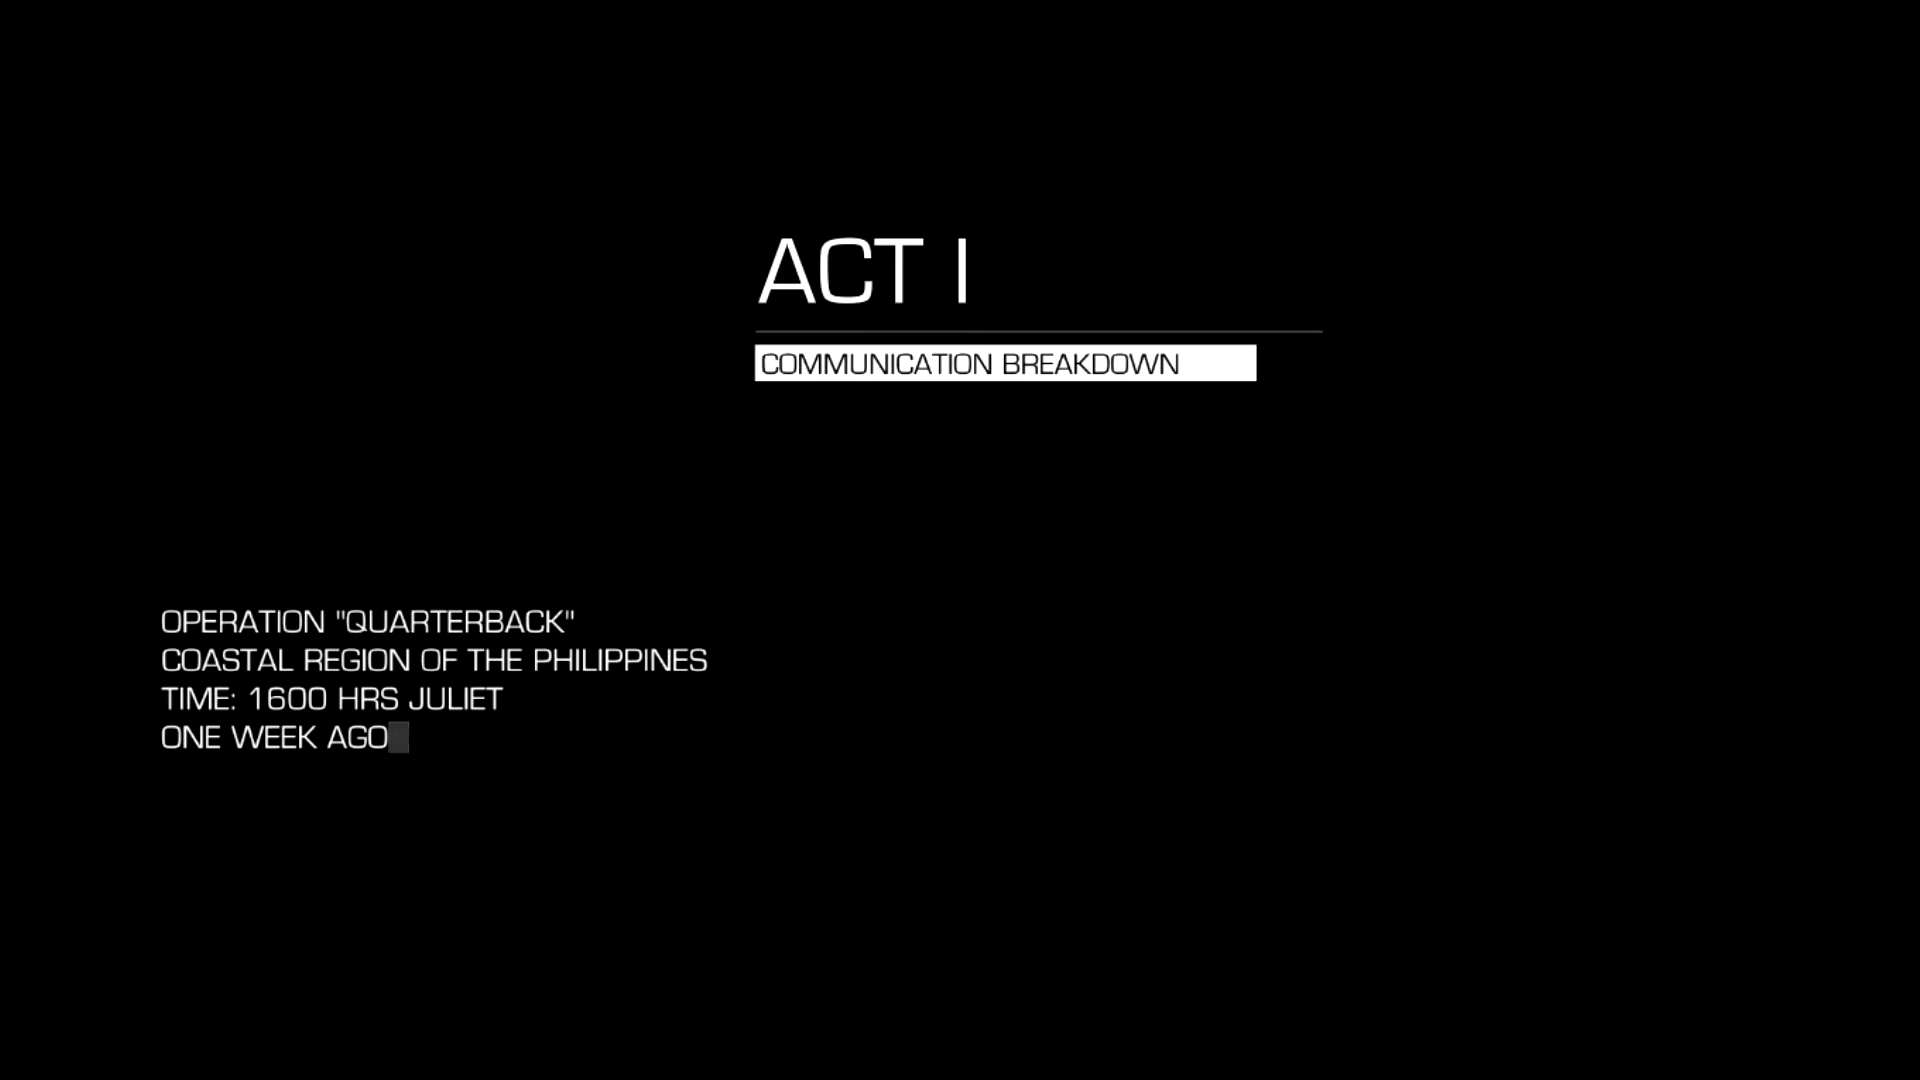 ACT I
COMMUNICATION BREAKDOWN
OPERATION "QUARTERBACK"
COASTAL REGION OF THE PHILIPPINES
TIME: 1600 HRS JULIET
ONE WEEK AGO